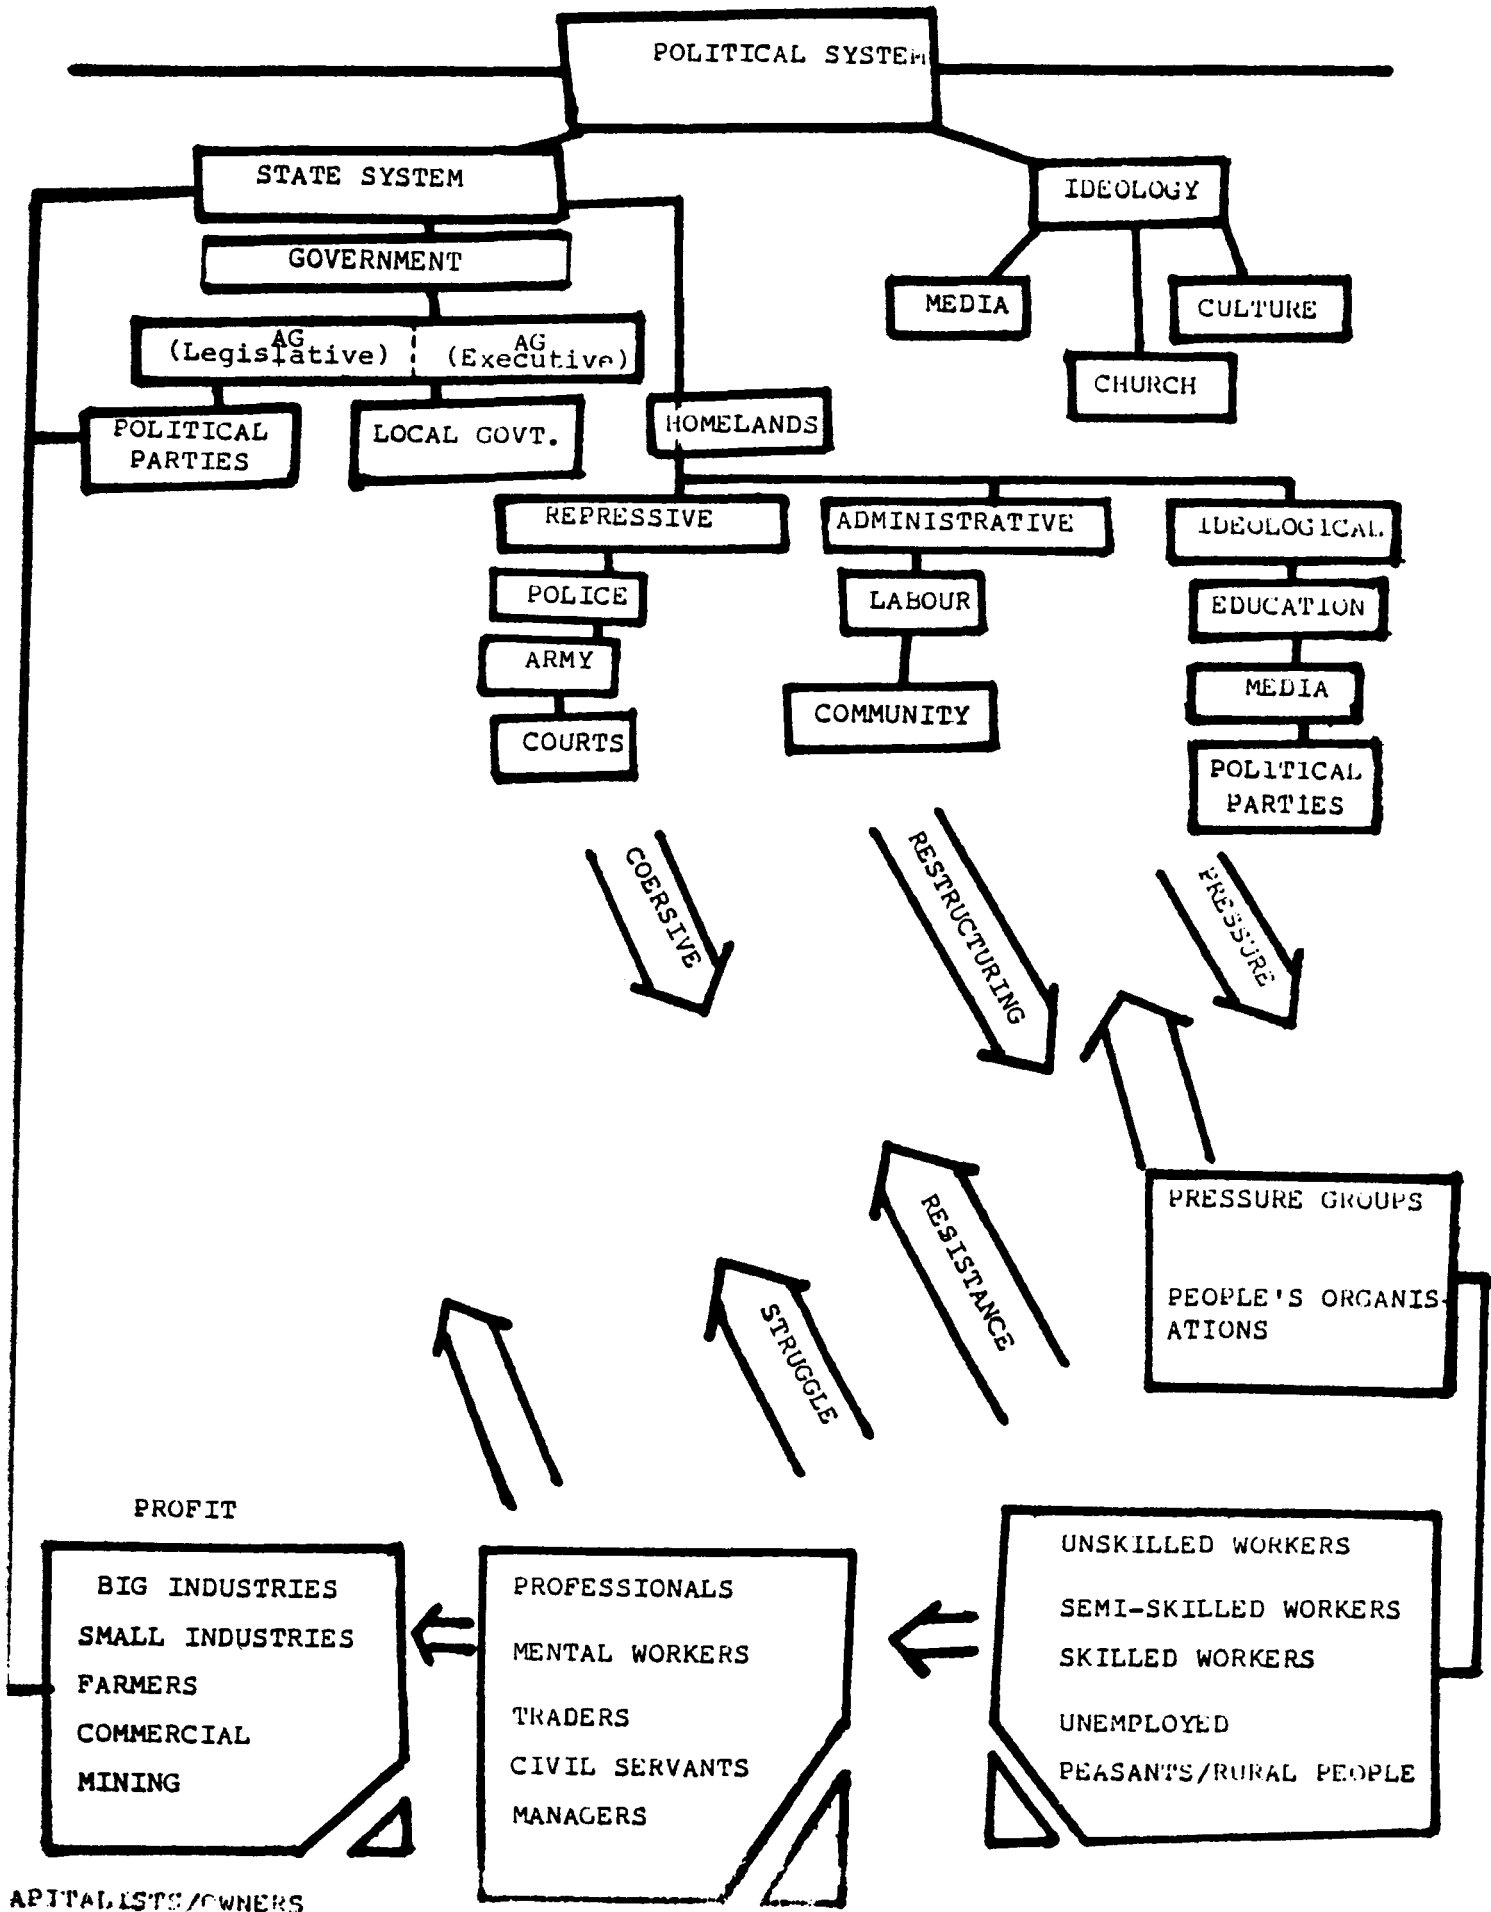 POLITICAL SYSTEM
STATE SYSTEM
IDEOLOGY
GOVERNMENT
MEDIA
CULTURE
AG
(Legislative)
AG
(Executive)
CHURCH
POLITICAL
PARTIES
LOCAL GOVT.
HOMELANDS
REPRESSIVE
ADMINISTRATIVE
IDEOLOGICAL
POLICE
LABOUR
EDUCATION
ARMY
MEDIA
COURTS
COMMUNITY
POLITICAL
PARTIES
COERSIVE
RESTRUCTURING
PRESSURE
PRESSURE GROUPS
PEOPLE'S ORGANIS-
ATIONS
RESISTANCE
STRUGGLE
PROFIT
BIG INDUSTRIES
SMALL INDUSTRIES
FARMERS
COMMERCIAL
MINING
PROFESSIONALS
MENTAL WORKERS
TRADERS
CIVIL SERVANTS
MANAGERS
UNSKILLED WORKERS
SEMI-SKILLED WORKERS
SKILLED WORKERS
UNEMPLOYED
PEASANTS/RURAL PEOPLE
APITALISTS/OWNERS